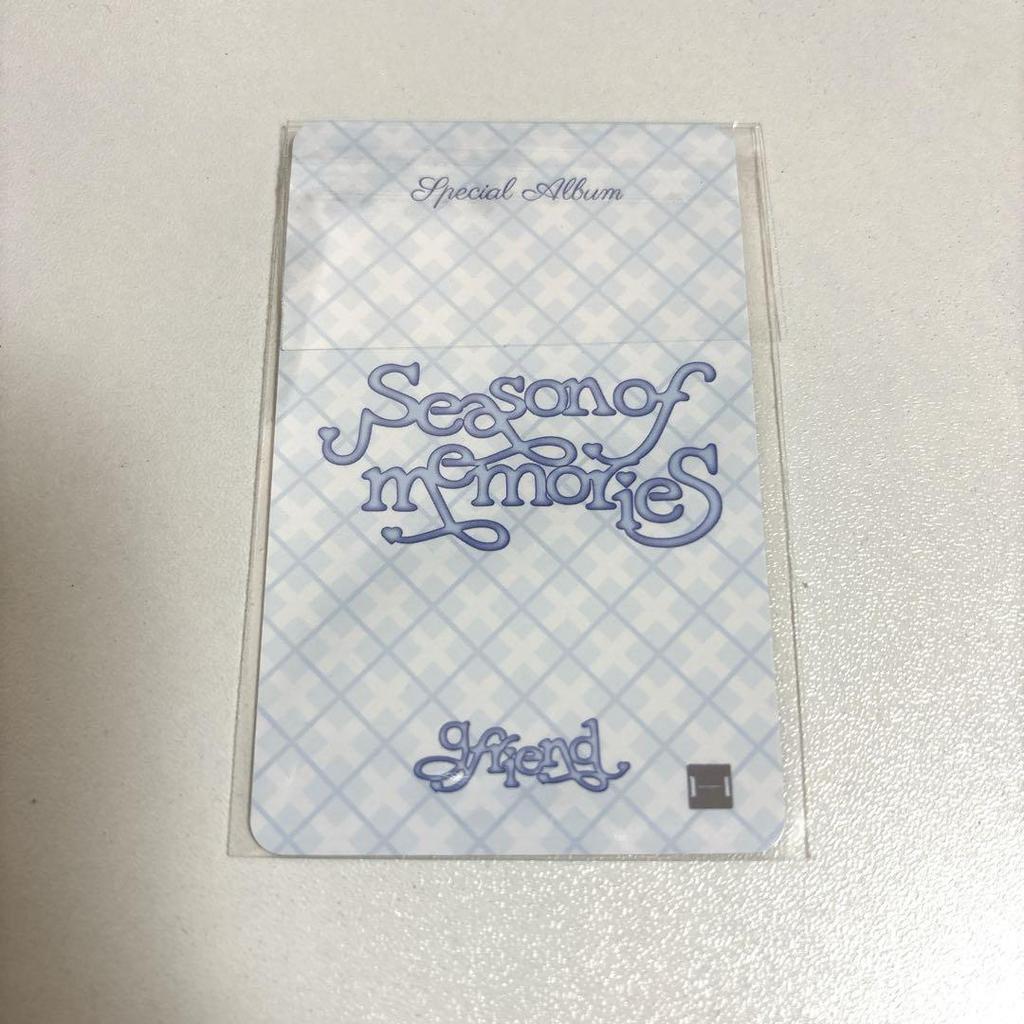 Special Album
Season of
memories
gfriend